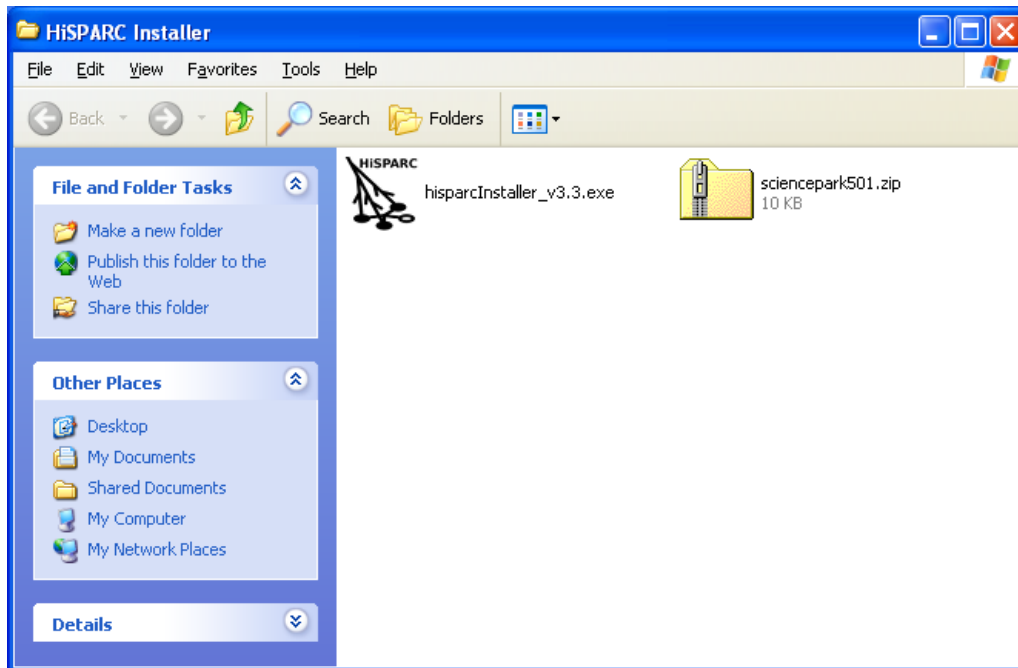 HiSPARC Installer
File Edit View Favorites Tools Help
Back Search Folders
File and Folder Tasks
Make a new folder
Publish this folder to the
Web
Share this folder
Other Places
Desktop
My Documents
Shared Documents
My Computer
My Network Places
Details
HiSPARC
hisparcInstaller_v3.3.exe
sciencepark501.zip
10 KB